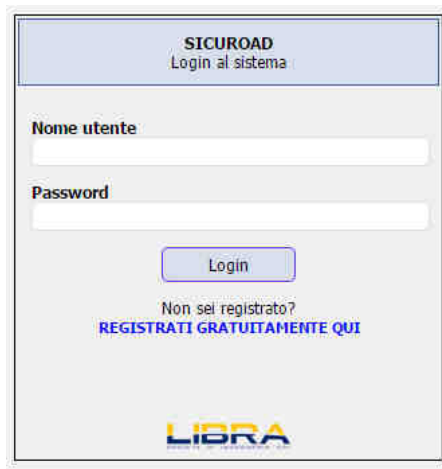 SICUROAD
Login al sistema
Nome utente
Password
Login
Non sei registrato?
REGISTRATI GRATUITAMENTE QUI
LIBRA